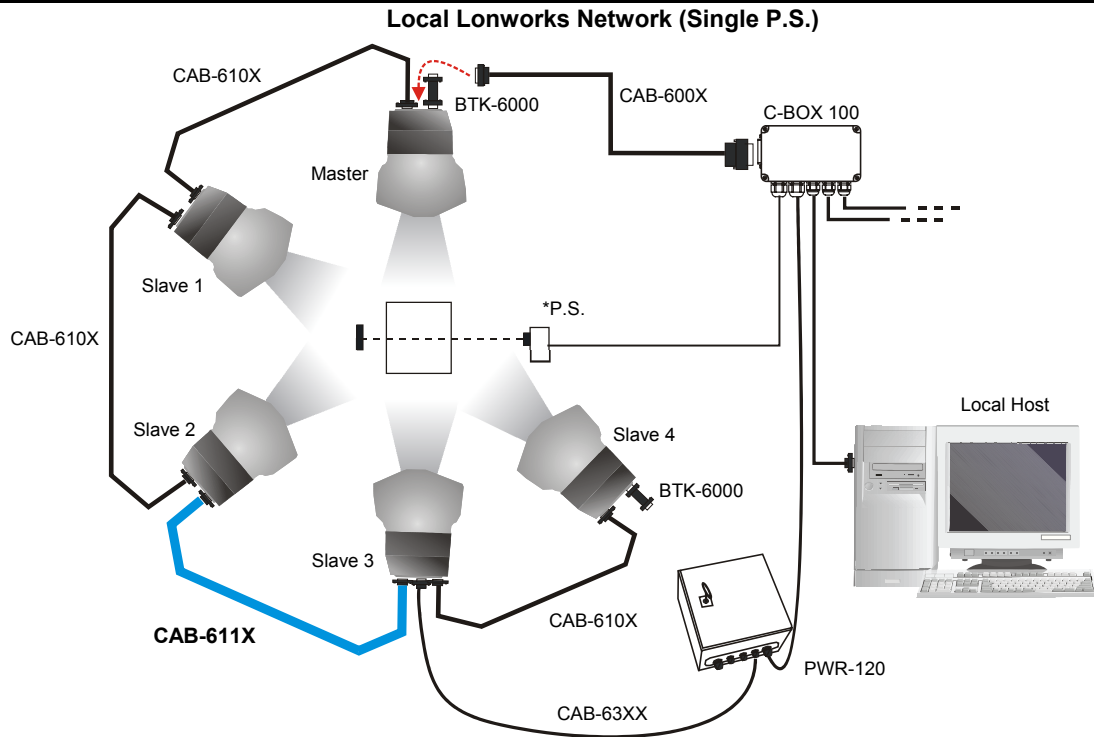 Local Lonworks Network (Single P.S.)
CAB-610X
BTK-6000
CAB-600X
C-BOX 100
Master
Slave 1
*P.S.
CAB-610X
Local Host
Slave 2
Slave 4
BTK-6000
Slave 3
CAB-611X
CAB-610X
PWR-120
CAB-63XX